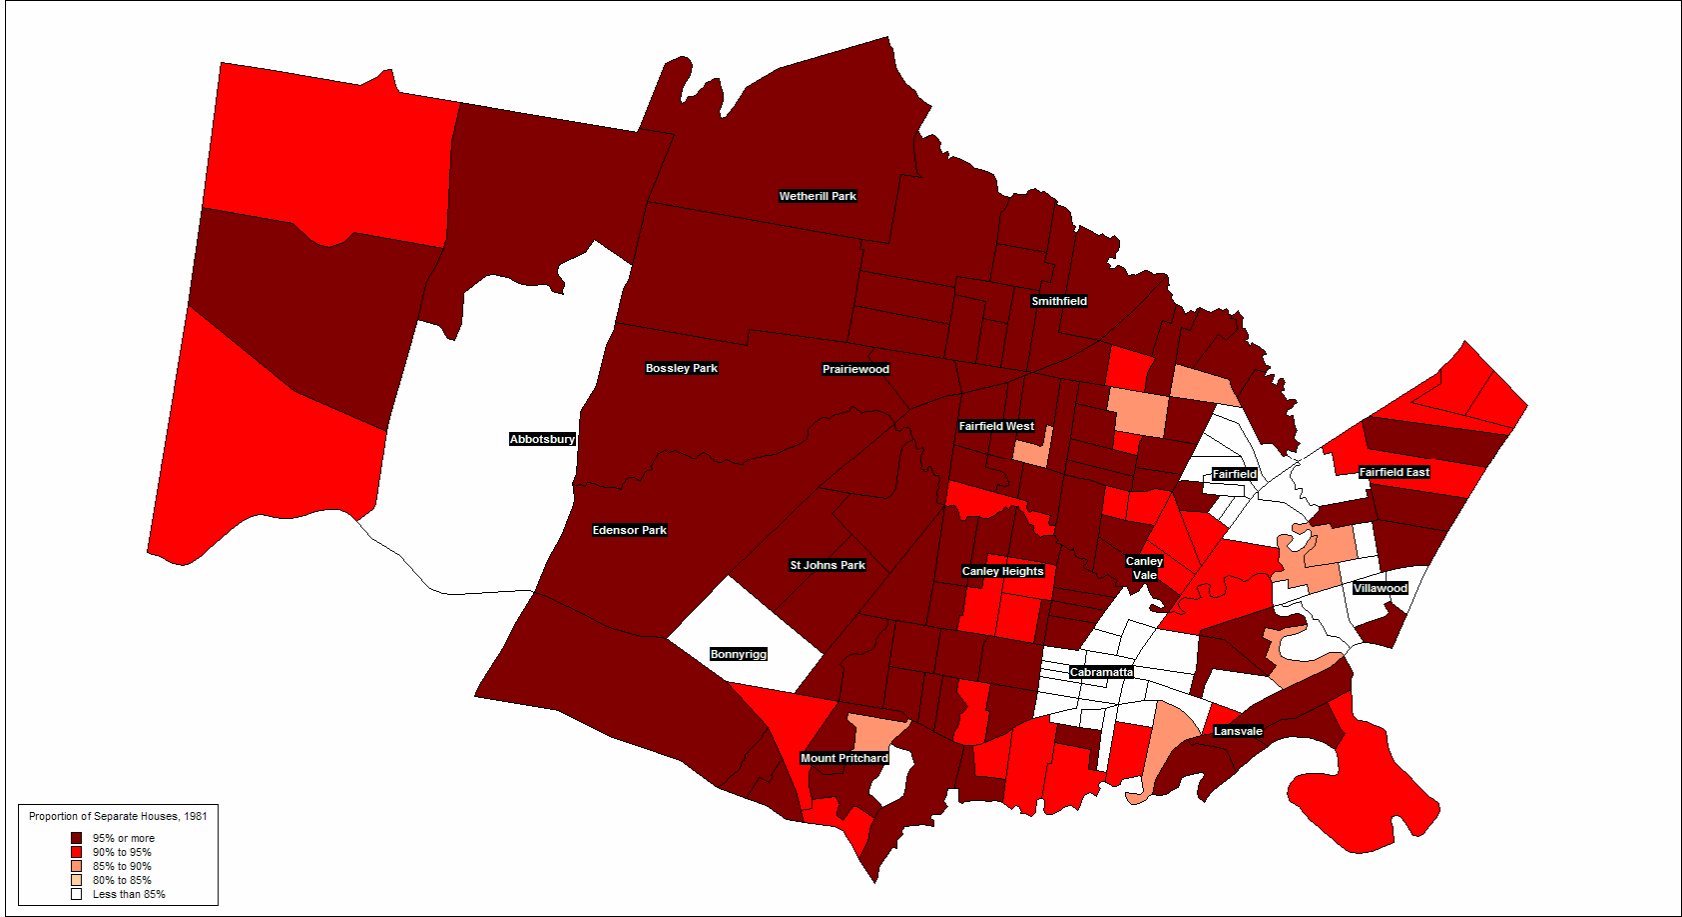 Wetherill Park
Smithfield
Bossley Park
Prairiewood
Fairfield West
Abbotsbury
Fairfield
Fairfield East
Edensor Park
St Johns Park
Canley Heights
Canley
Vale
Villawood
Bonnyrigg
Cabramatta
Lansvale
Mount Pritchard
Proportion of Separate Houses, 1981
95% or more
90% to 95%
85% to 90%
80% to 85%
Less than 85%